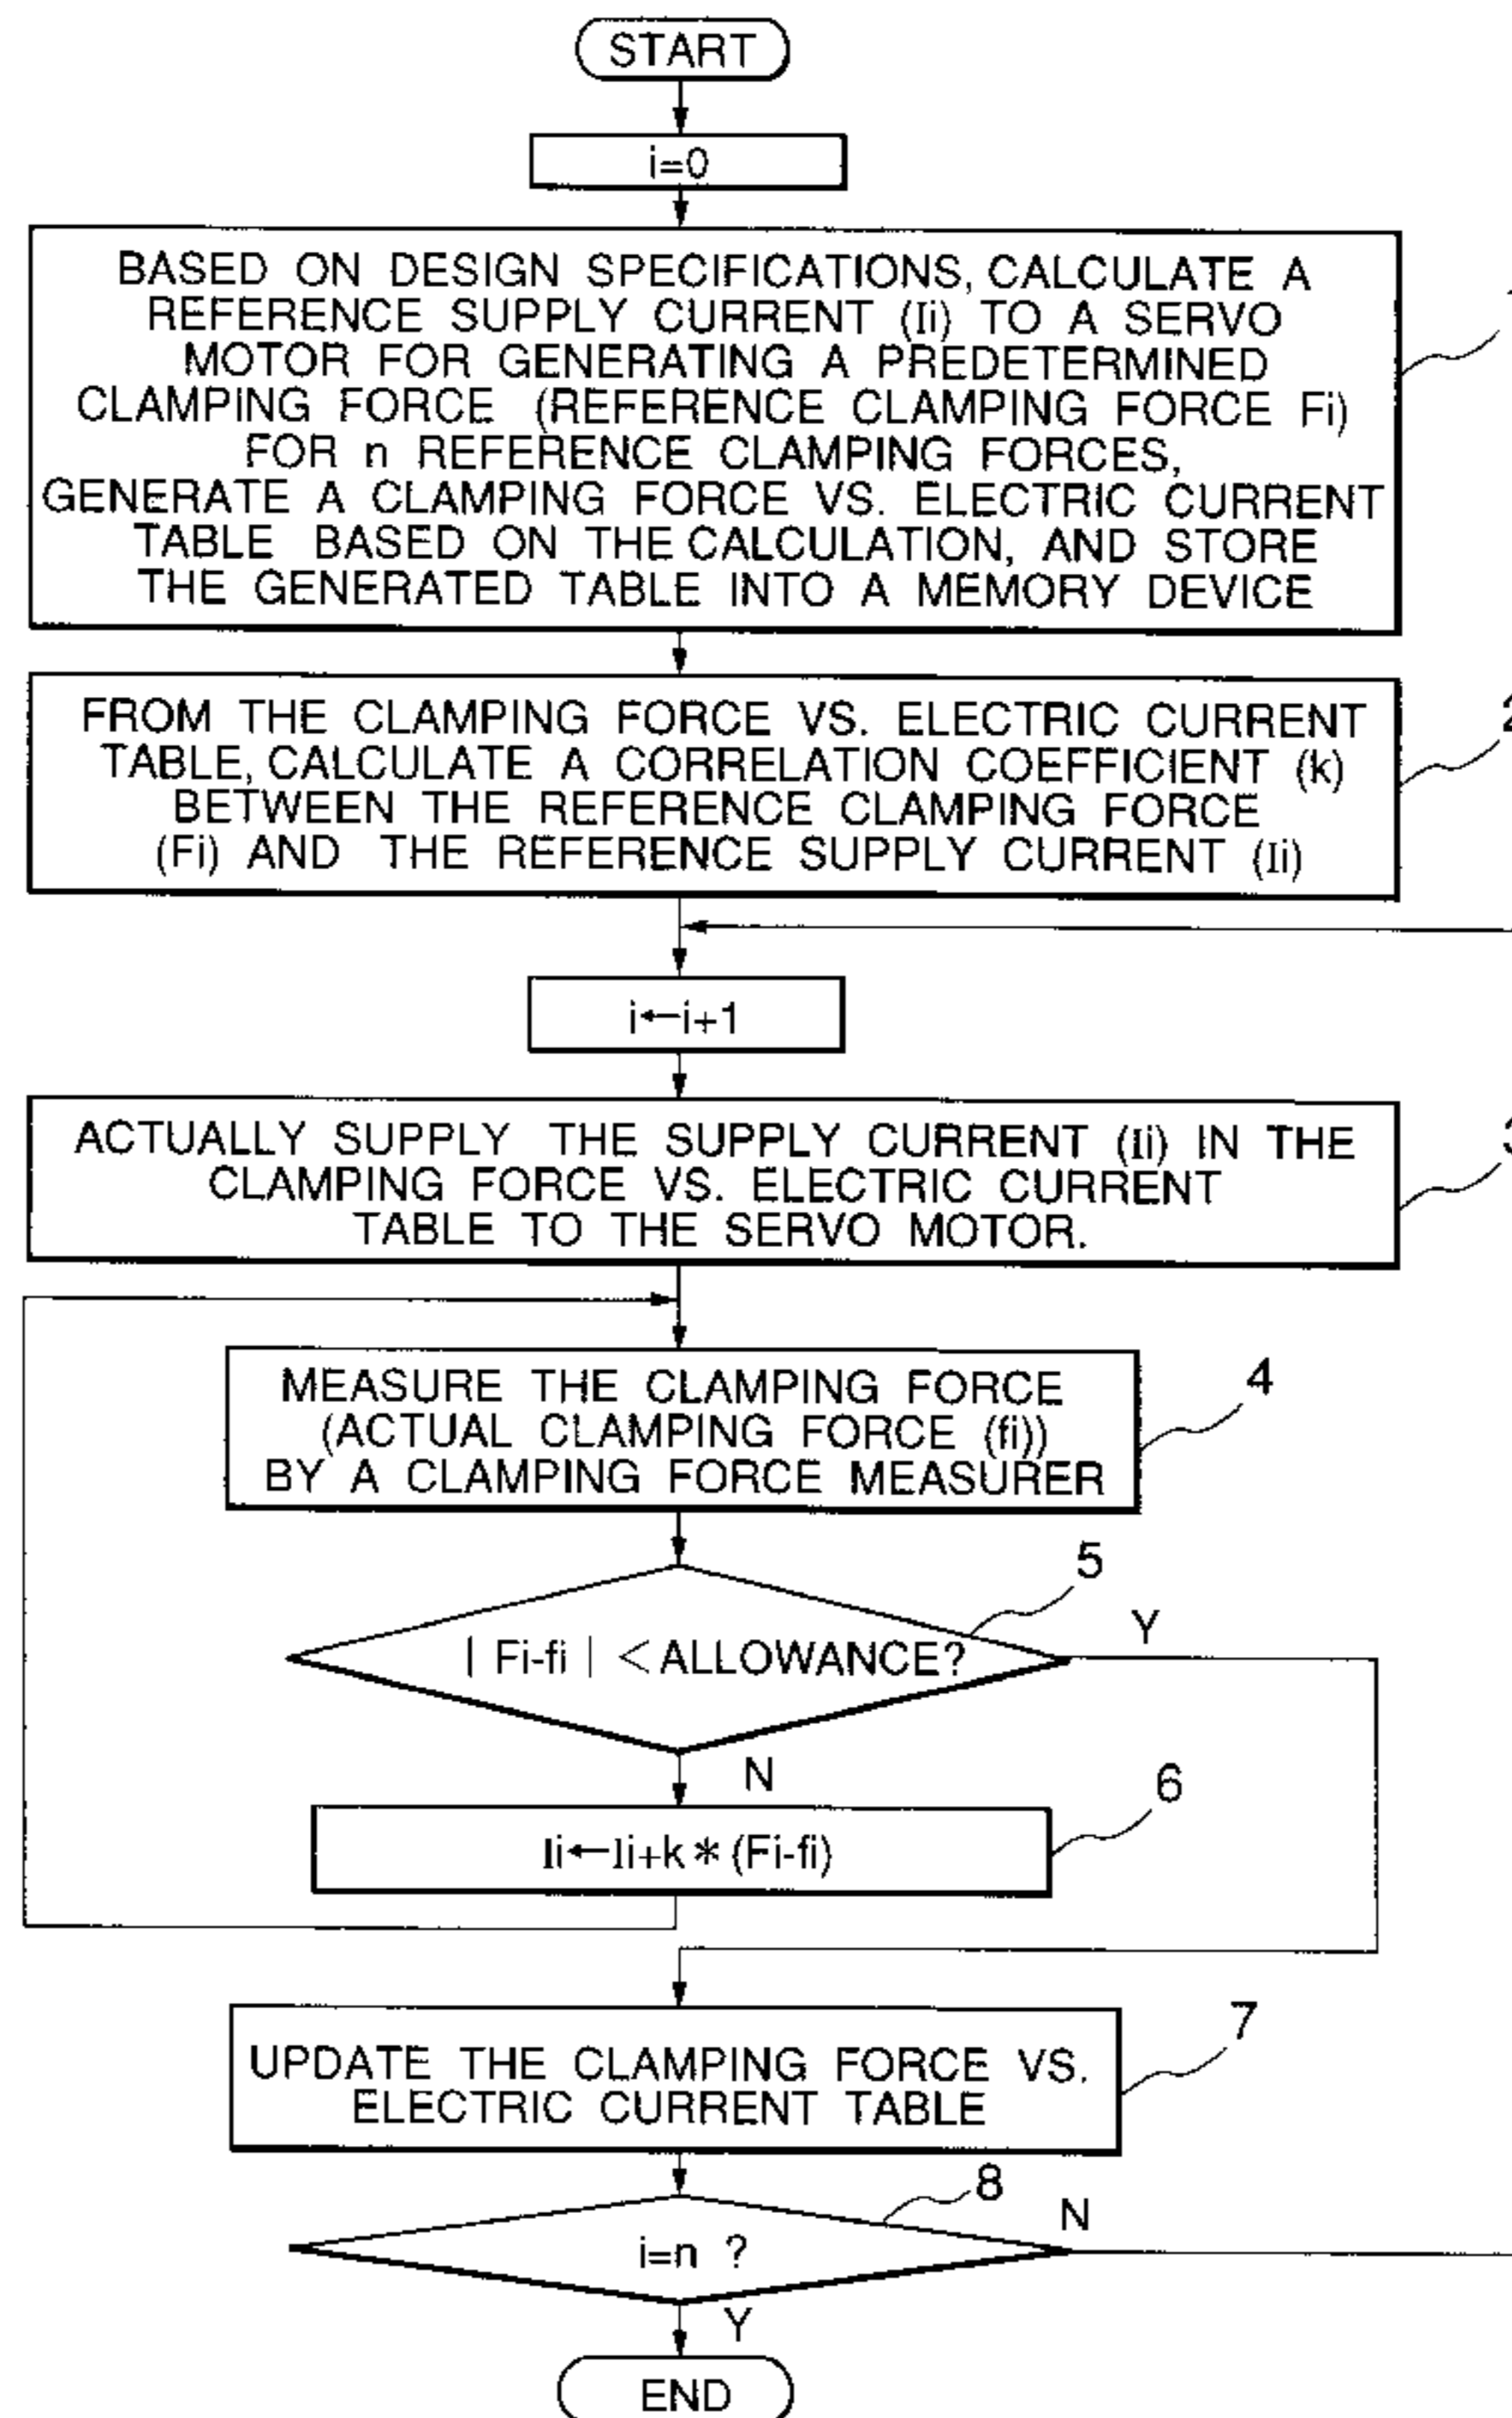 START
i=0
BASED ON DESIGN SPECIFICATIONS, CALCULATE A
REFERENCE SUPPLY CURRENT (Ii) TO A SERVO
MOTOR FOR GENERATING A PREDETERMINED
CLAMPING FORCE (REFERENCE CLAMPING FORCE Fi)
FOR n REFERENCE CLAMPING FORCES,
GENERATE A CLAMPING FORCE VS. ELECTRIC CURRENT
TABLE BASED ON THE CALCULATION, AND STORE
THE GENERATED TABLE INTO A MEMORY DEVICE
FROM THE CLAMPING FORCE VS. ELECTRIC CURRENT
2
TABLE, CALCULATE A CORRELATION COEFFICIENT (k)
BETWEEN THE REFERENCE CLAMPING FORCE
(Fi) AND THE REFERENCE SUPPLY CURRENT (Ii)
i←i+1
ACTUALLY SUPPLY THE SUPPLY CURRENT (Ii) IN THE
3
CLAMPING FORCE VS. ELECTRIC CURRENT
TABLE TO THE SERVO MOTOR.
4
MEASURE THE CLAMPING FORCE
(ACTUAL CLAMPING FORCE (fi))
BY A CLAMPING FORCE MEASURER
5
Y
| Fi-fi | < ALLOWANCE?
N
6
Ii←Ii+k * (Fi-fi)
7
UPDATE THE CLAMPING FORCE VS.
ELECTRIC CURRENT TABLE
8
N
i=n ?
Y
END